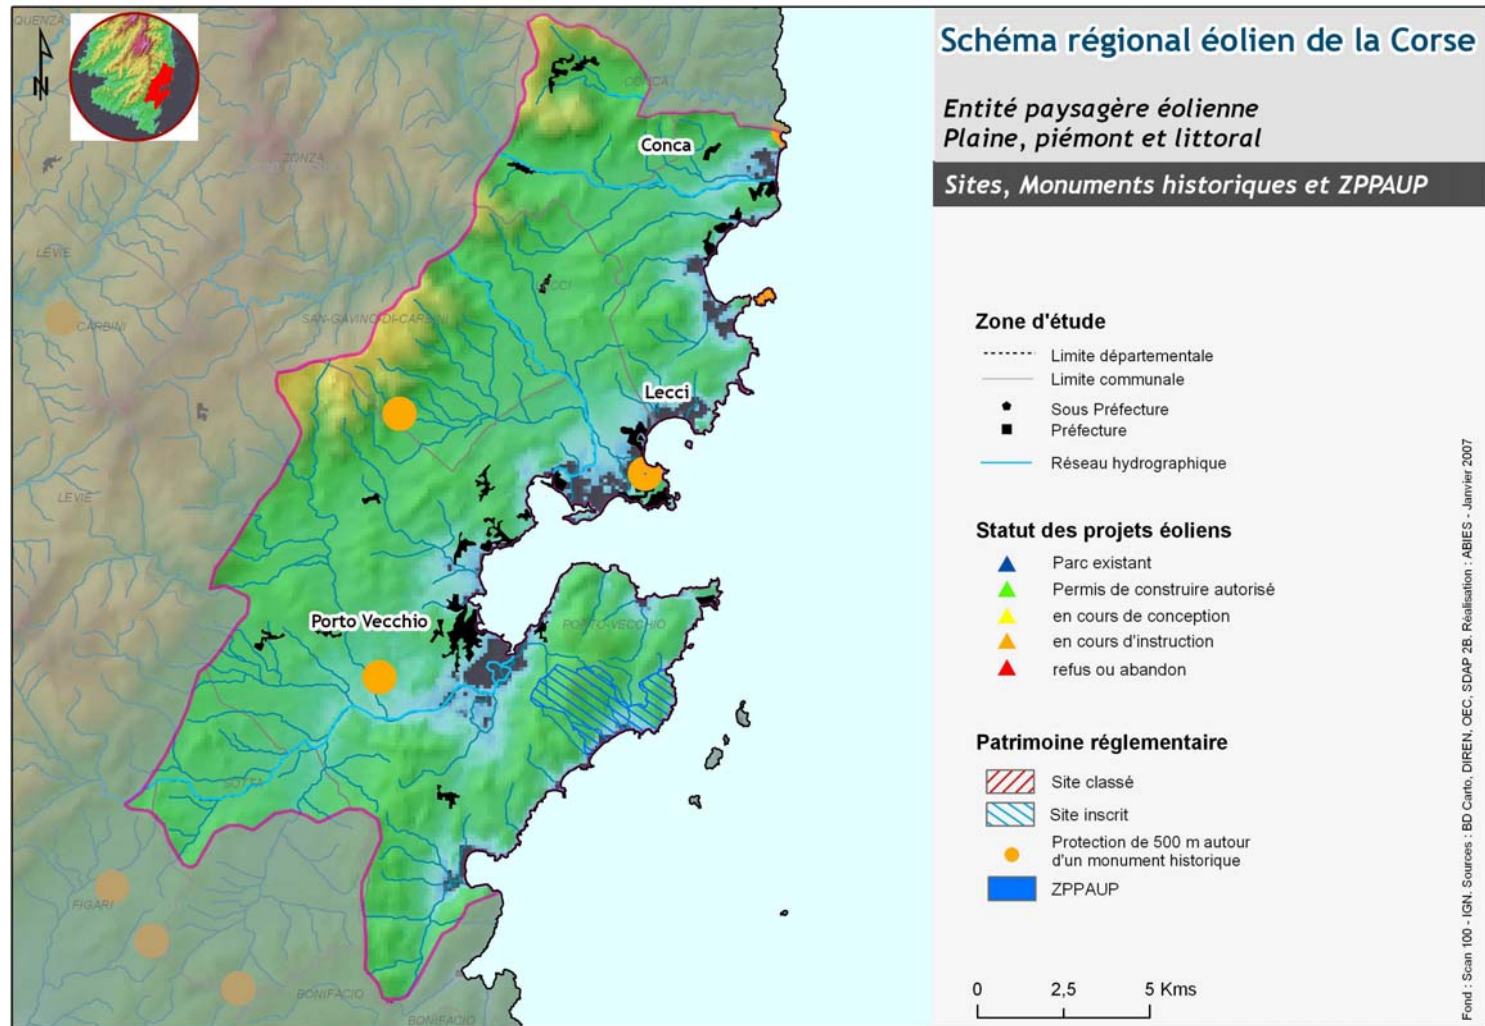 Schéma régional éolien de la Corse
Entité paysagère éolienne
Plaine, piémont et littoral
Sites, Monuments historiques et ZPPAUP
Zone d'étude
Limite départementale
Limite communale
Sous Préfecture
Préfecture
Réseau hydrographique
Statut des projets éoliens
Parc existant
Permis de construire autorisé
en cours de conception
en cours d'instruction
refus ou abandon
Patrimoine réglementaire
Site classé
Site inscrit
Protection de 500 m autour
d'un monument historique
ZPPAUP
0 2,5 5 Kms
Fond : Scan 100 - IGN. Sources : BD Carto, DIREN, OEC, SDAP 2B. Réalisation : ABIES - Janvier 2007
QUENZA
N
CONCA
Conca
ZONZA
LEVIE
LECCI
SAN-GAVINO-DI-CARBINI
CARBINI
Lecci
LEVIE
Porto Vecchio
PORTO-VECCHIO
SOTTA
FIGARI
BONIFACIO
BONIFACIO